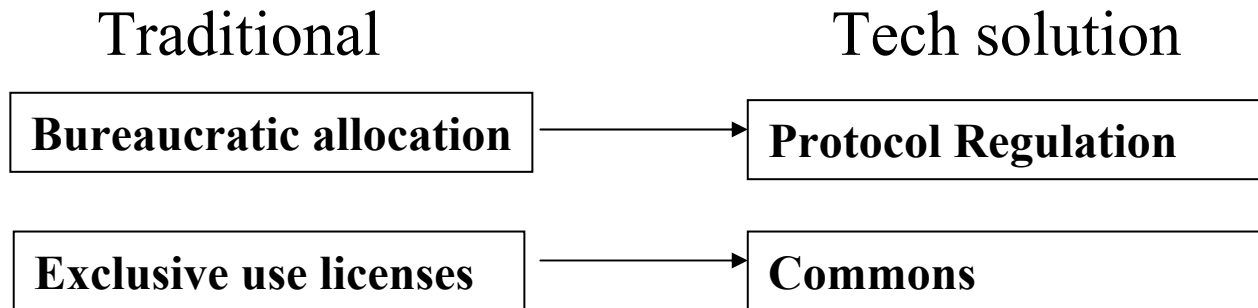 Traditional
Tech solution
Bureaucratic allocation
Protocol Regulation
Exclusive use licenses
Commons